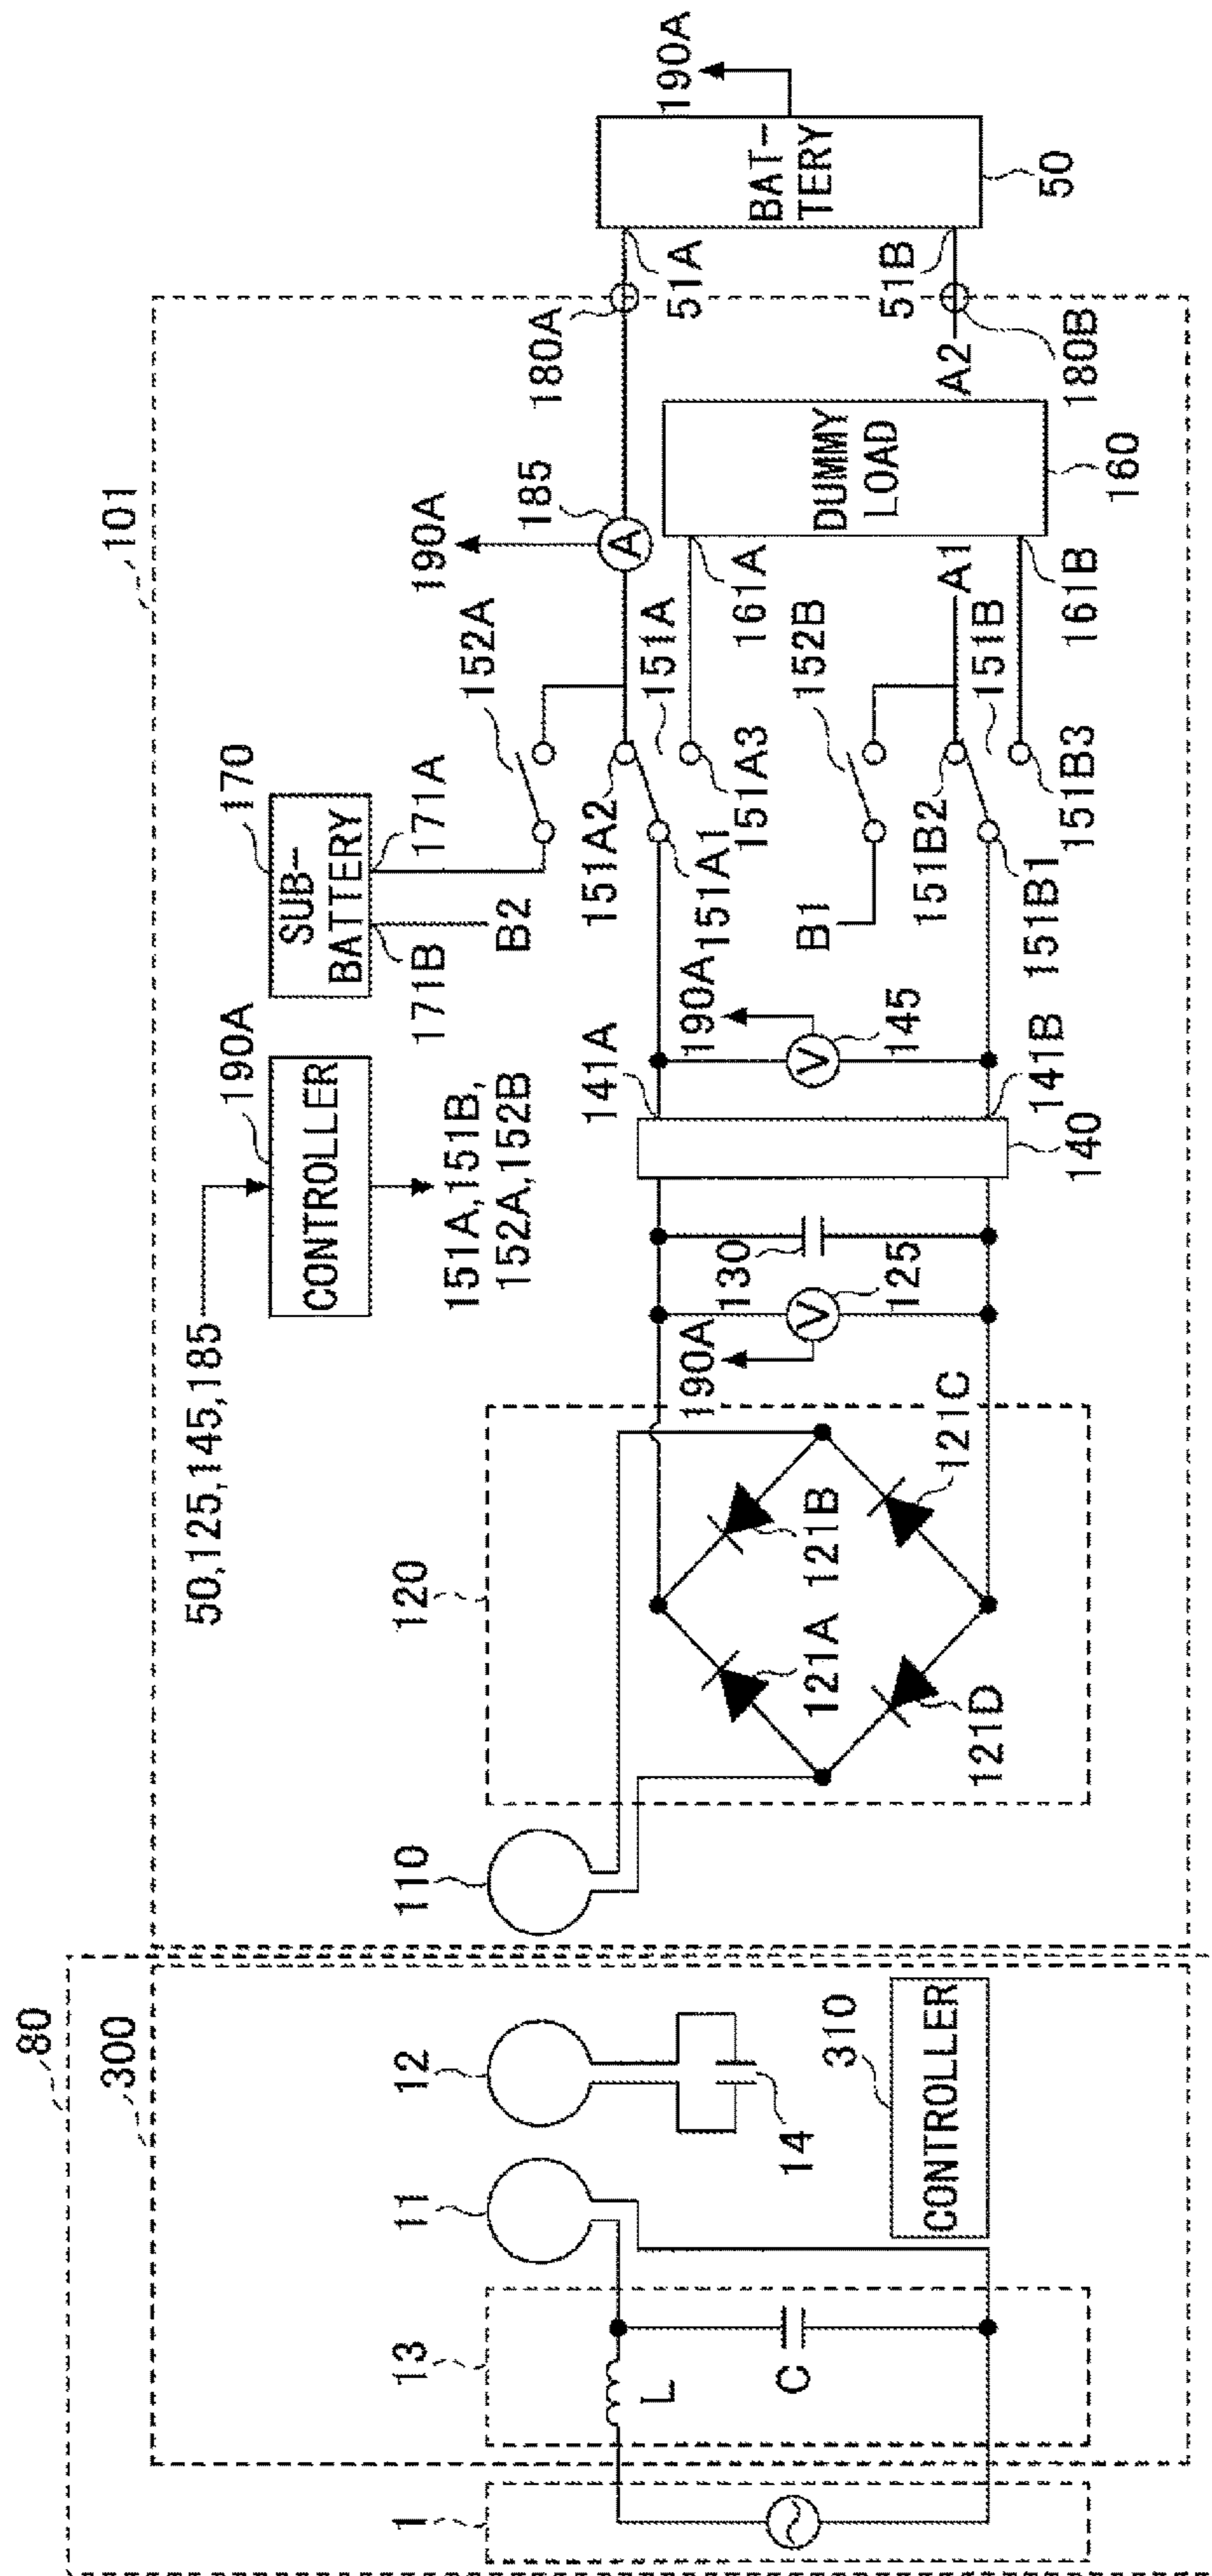 80
300
101
1
13
L
C
11
12
14
310
CONTROLLER
110
120
121A
121B
121C
121D
50,125,145,185
190A
CONTROLLER
151A,151B,
152A,152B
190A
125
130
140
141A
141B
190A
145
170
SUB-
BATTERY
171A
171B
B2
152A
151A2
151A1
151A
151A3
B1
152B
151B2
151B1
151B
151B3
A1
190A
185
A
161A
161B
DUMMY
LOAD
160
180A
180B
A2
51A
51B
BAT-
TERY
50
190A
V
V